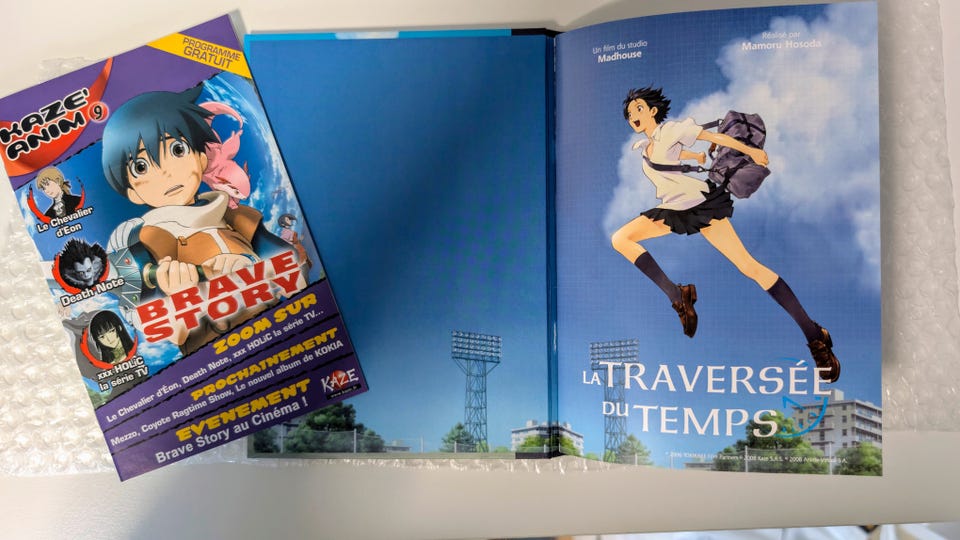 PROGRAMME
GRATUIT
KAZE'
ANIM 9
Le Chevalier
d'Eon
Death Note
xxx HOLiC
la série TV
BRAVE
STORY
ZOOM SUR
Le Chevalier d'Éon, Death Note, xxx HOLiC la série TV...
PROCHAINEMENT
Mezzo, Coyote Ragtime Show, Le nouvel album de KOKIA
EVENEMENT
Brave Story au Cinéma !
KAZE
Un film du studio
Madhouse
Réalisé par
Mamoru Hosoda
LA TRAVERSÉE
DU TEMPS